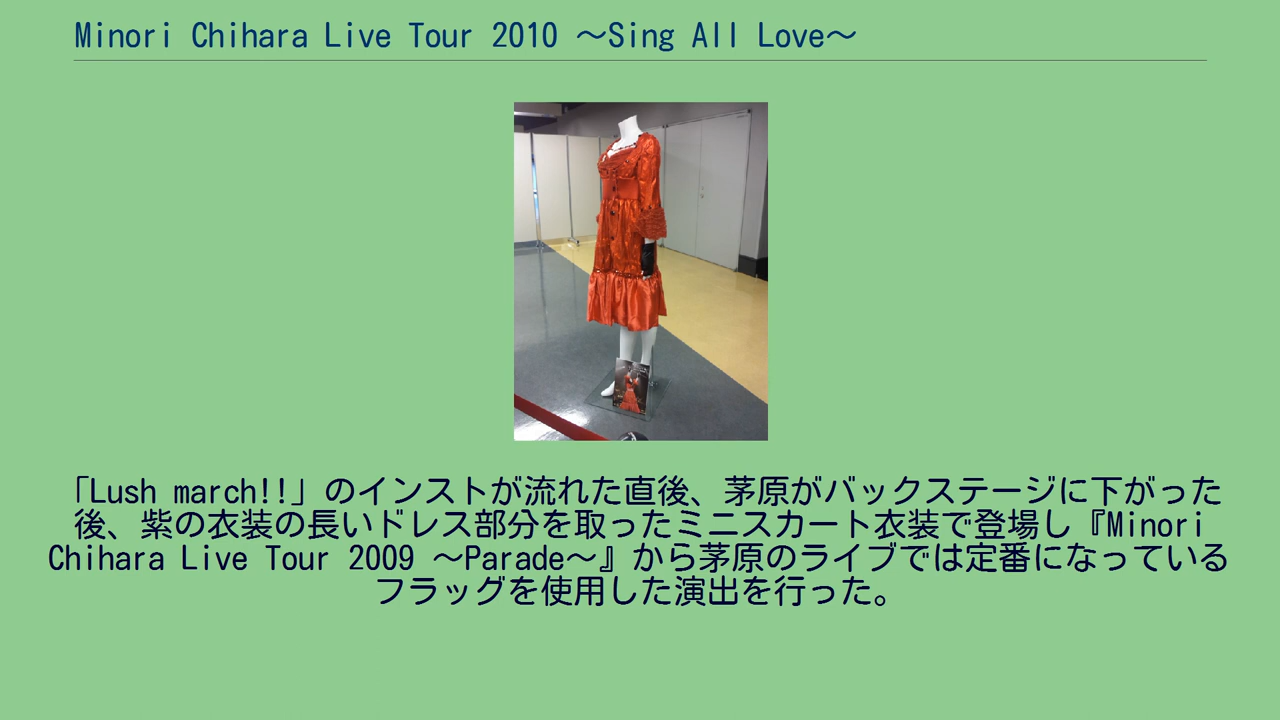 Minori Chihara Live Tour 2010 ～Sing All Love～
「Lush march!!」のインストが流れた直後、茅原がバックステージに下がった
後、紫の衣装の長いドレス部分を取ったミニスカート衣装で登場し『Minori
Chihara Live Tour 2009 ～Parade～』から茅原のライブでは定番になっている
フラッグを使用した演出を行った。